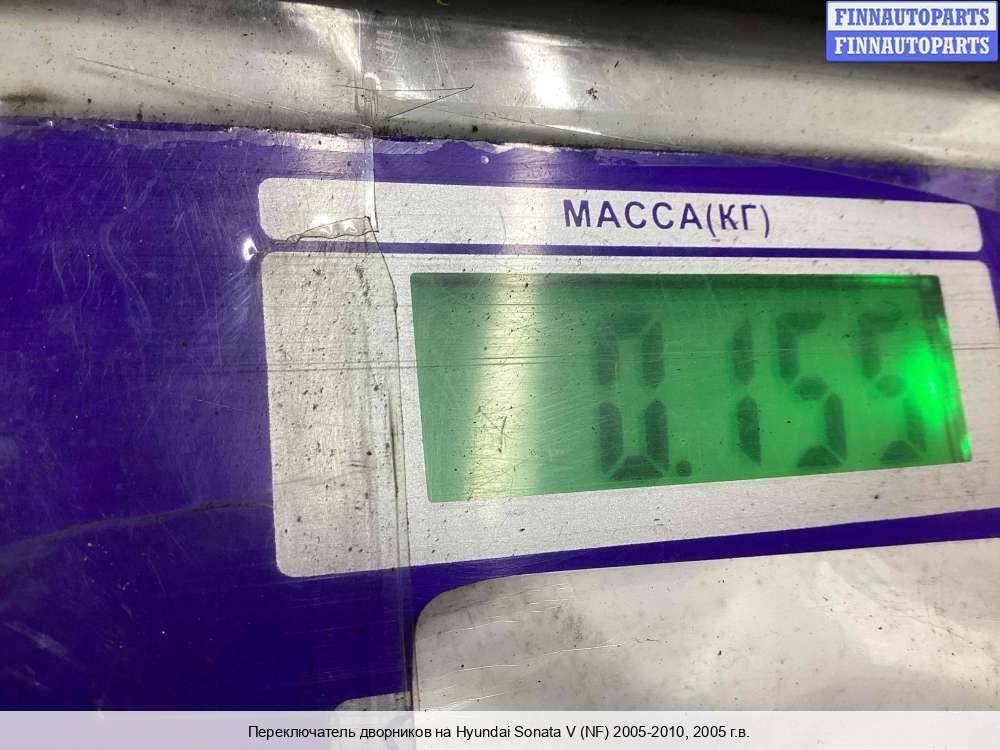 FINNAUTOPARTS
FINNAUTOPARTS
МАССА(КГ)
0.155
Переключатель дворников на Hyundai Sonata V (NF) 2005-2010, 2005 г.в.